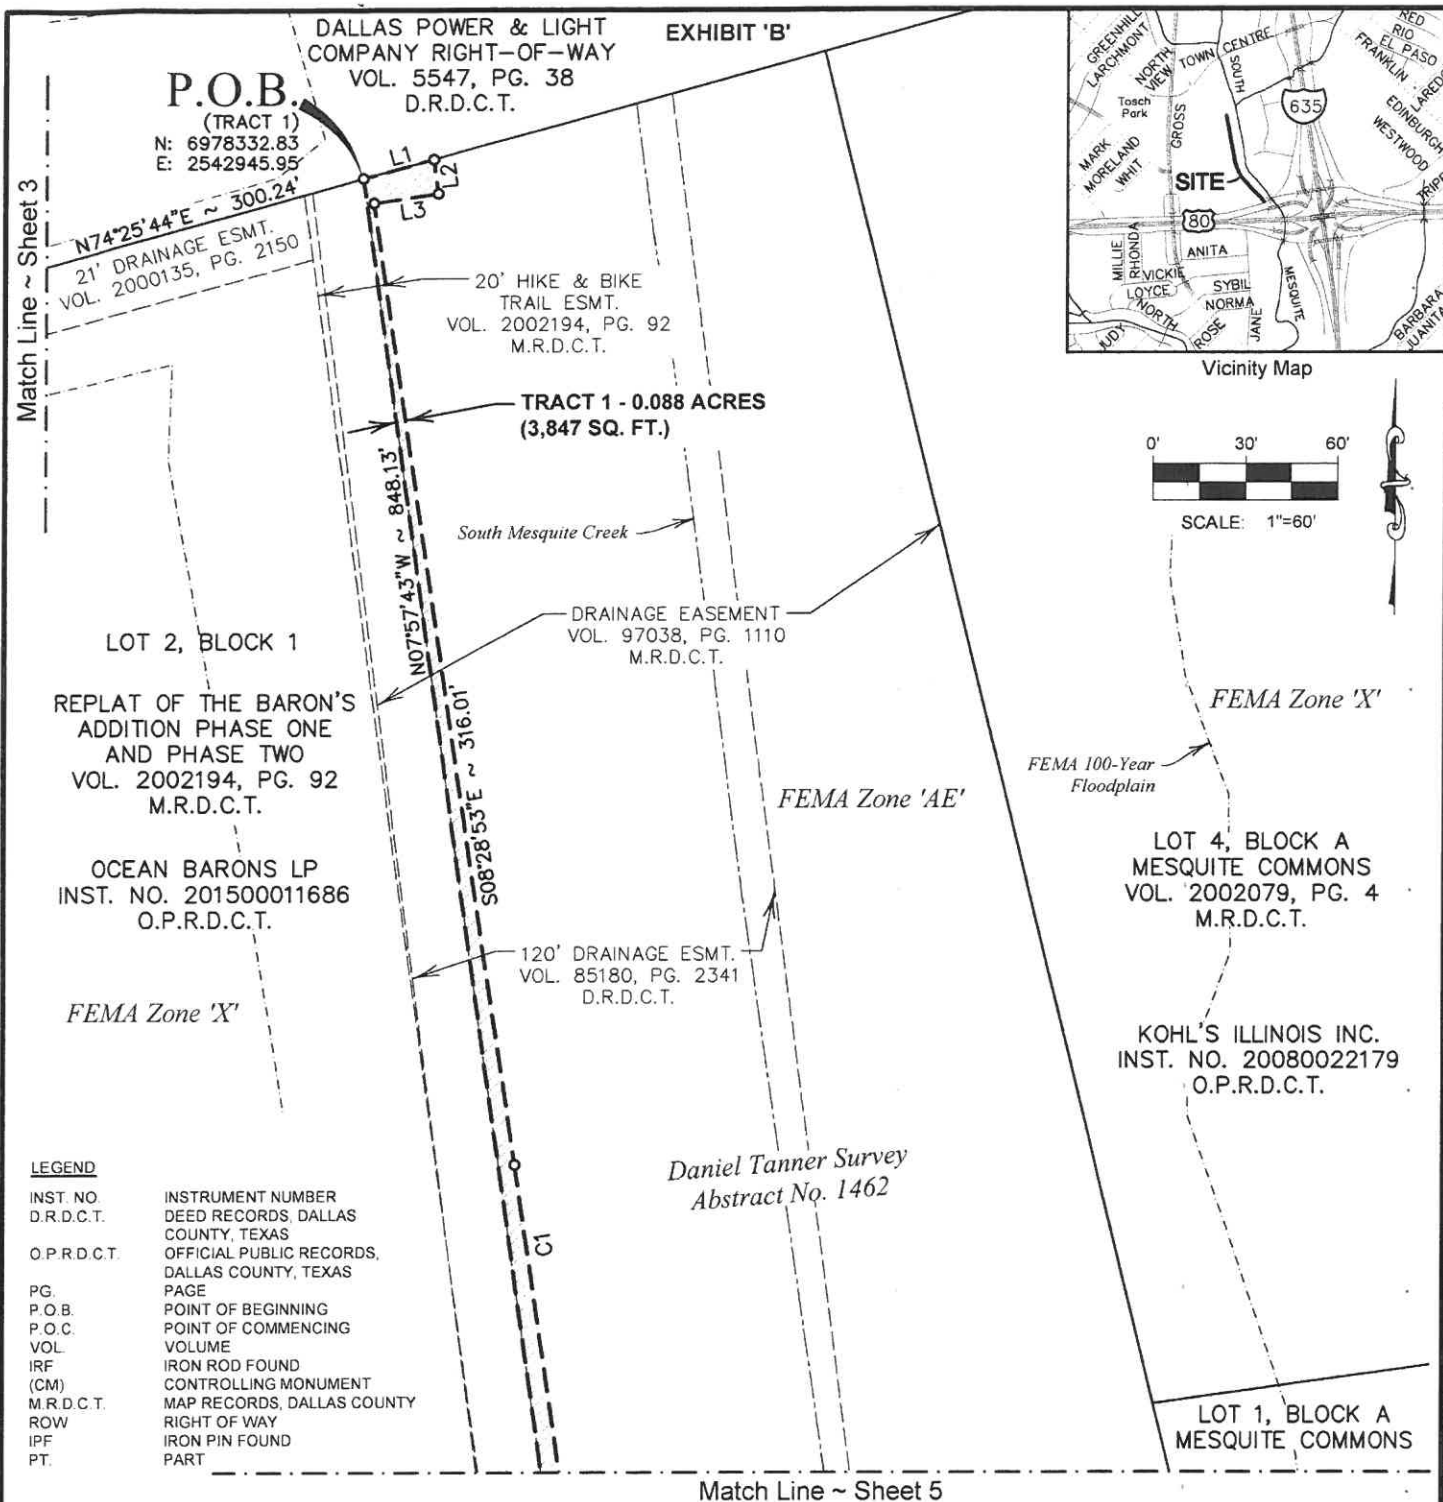 DALLAS POWER & LIGHT
COMPANY RIGHT-OF-WAY
VOL. 5547, PG. 38
D.R.D.C.T.
EXHIBIT 'B'
P.O.B.
(TRACT 1)
N: 6978332.83
E: 2542945.95
L1
L2
L3
Match Line ~ Sheet 3
N74°25'44"E ~ 300.24'
21' DRAINAGE ESMT.
VOL. 2000135, PG. 2150
20' HIKE & BIKE
TRAIL ESMT.
VOL. 2002194, PG. 92
M.R.D.C.T.
TRACT 1 - 0.088 ACRES
(3,847 SQ. FT.)
N07°57'43"W ~ 848.13'
South Mesquite Creek
DRAINAGE EASEMENT
VOL. 97038, PG. 1110
M.R.D.C.T.
S08°28'53"E ~ 316.01'
LOT 2, BLOCK 1
REPLAT OF THE BARON'S
ADDITION PHASE ONE
AND PHASE TWO
VOL. 2002194, PG. 92
M.R.D.C.T.
OCEAN BARONS LP
INST. NO. 201500011686
O.P.R.D.C.T.
FEMA Zone 'X'
120' DRAINAGE ESMT.
VOL. 85180, PG. 2341
D.R.D.C.T.
FEMA Zone 'AE'
Daniel Tanner Survey
Abstract No. 1462
C1
GREENHILL
LARCHMONT
NORTH
VIEW
TOWN CENTRE
SOUTH
RED
RIO
EL PASO
FRANKLIN
LAREDO
EDINBURGH
WESTWOOD
TRIPP
635
Tosch
Park
GROSS
MARK
MORELAND
WHIT
SITE
80
MILLIE
RHONDA
ANITA
VICKIE
LOYCE
SYBIL
NORMA
NORTH
ROSE
JANE
JUDY
MESQUITE
BARBARA
JUANITA
Vicinity Map
0' 30' 60'
SCALE: 1"=60'
FEMA Zone 'X'
FEMA 100-Year
Floodplain
LOT 4, BLOCK A
MESQUITE COMMONS
VOL. 2002079, PG. 4
M.R.D.C.T.
KOHL'S ILLINOIS INC.
INST. NO. 20080022179
O.P.R.D.C.T.
LOT 1, BLOCK A
MESQUITE COMMONS
LEGEND
INST. NO. INSTRUMENT NUMBER
D.R.D.C.T. DEED RECORDS, DALLAS
COUNTY, TEXAS
O.P.R.D.C.T. OFFICIAL PUBLIC RECORDS,
DALLAS COUNTY, TEXAS
PG. PAGE
P.O.B. POINT OF BEGINNING
P.O.C. POINT OF COMMENCING
VOL. VOLUME
IRF IRON ROD FOUND
(CM) CONTROLLING MONUMENT
M.R.D.C.T. MAP RECORDS, DALLAS COUNTY
ROW RIGHT OF WAY
IPF IRON PIN FOUND
PT. PART
Match Line ~ Sheet 5